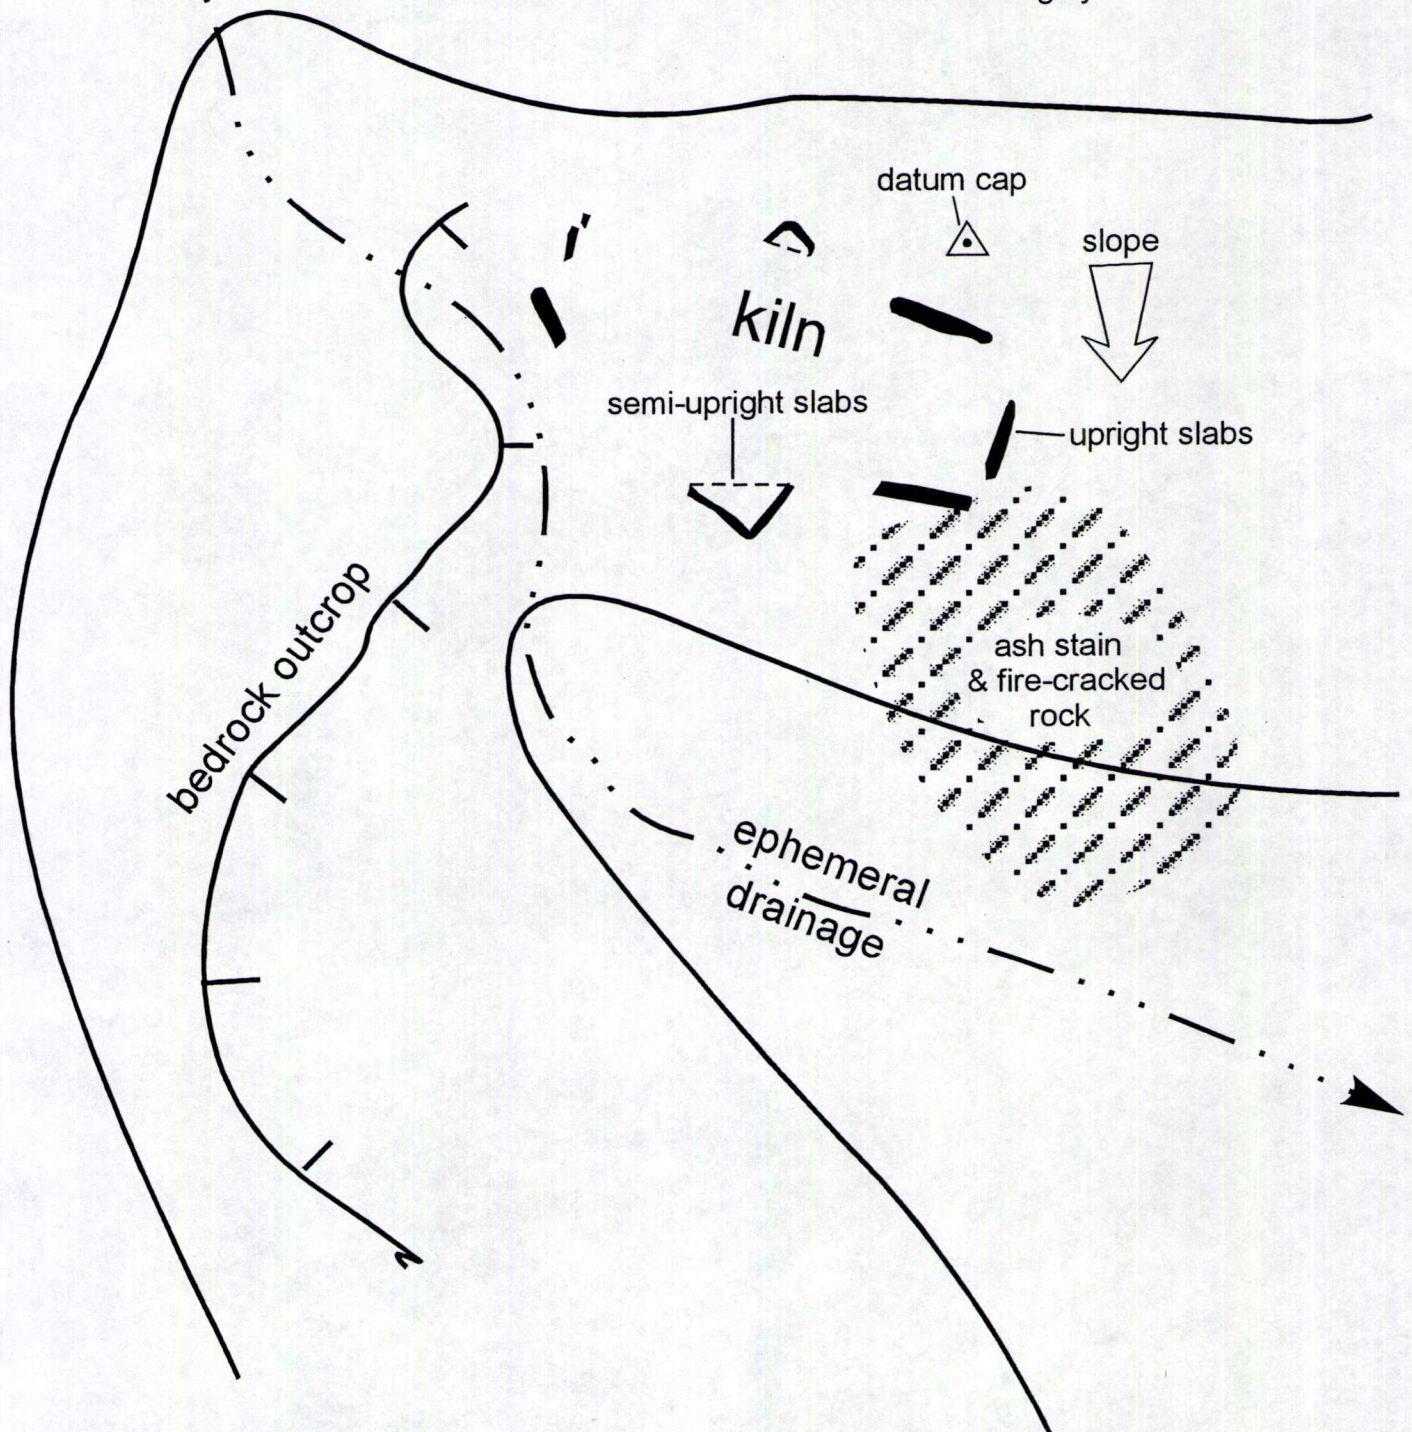 datum cap
slope
kiln
semi-upright slabs
upright slabs
bedrock outcrop
ash stain
& fire-cracked
rock
ephemeral
drainage